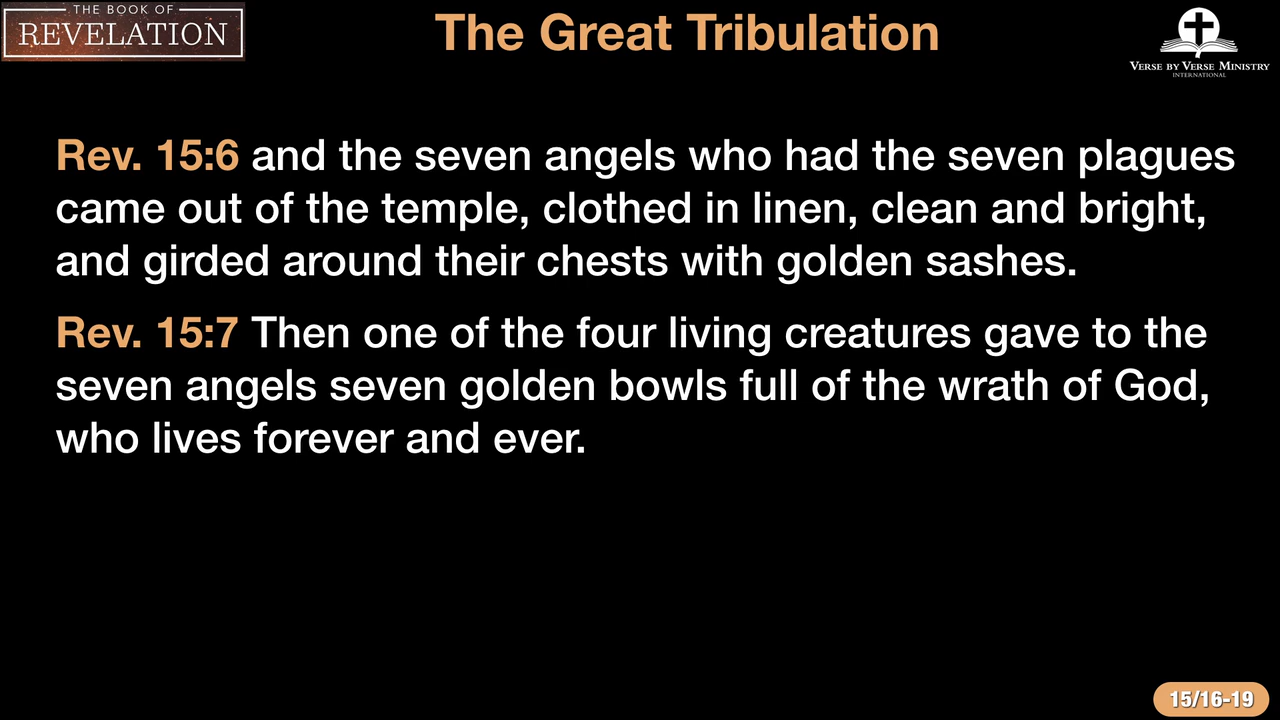 THE BOOK OF
REVELATION
The Great Tribulation
VERSE BY VERSE MINISTRY
INTERNATIONAL
Rev. 15:6 and the seven angels who had the seven plagues
came out of the temple, clothed in linen, clean and bright,
and girded around their chests with golden sashes.
Rev. 15:7 Then one of the four living creatures gave to the
seven angels seven golden bowls full of the wrath of God,
who lives forever and ever.
15/16-19